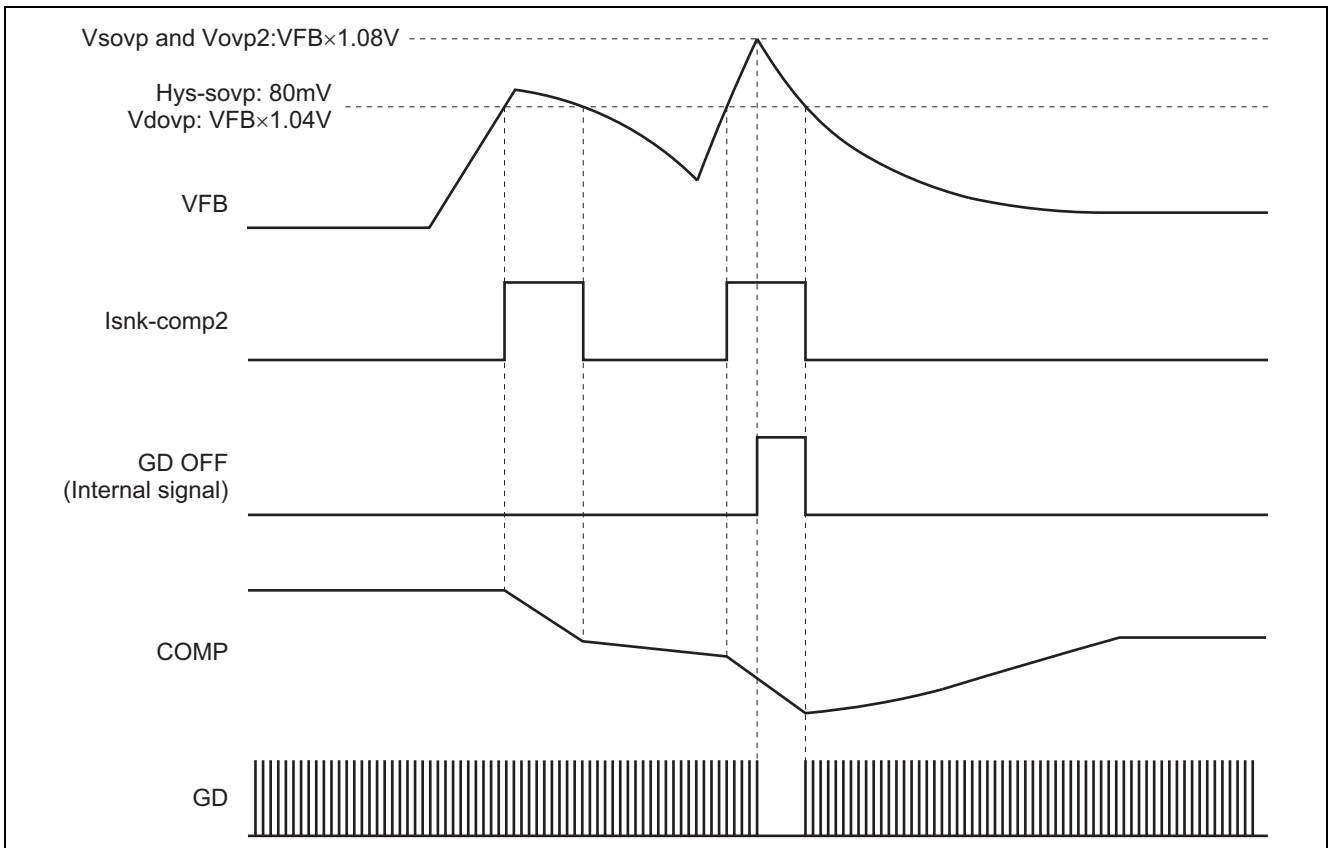 Vsovp and Vovp2:VFB×1.08V
Hys-sovp: 80mV
Vdovp: VFB×1.04V
VFB
Isnk-comp2
GD OFF
(Internal signal)
COMP
GD